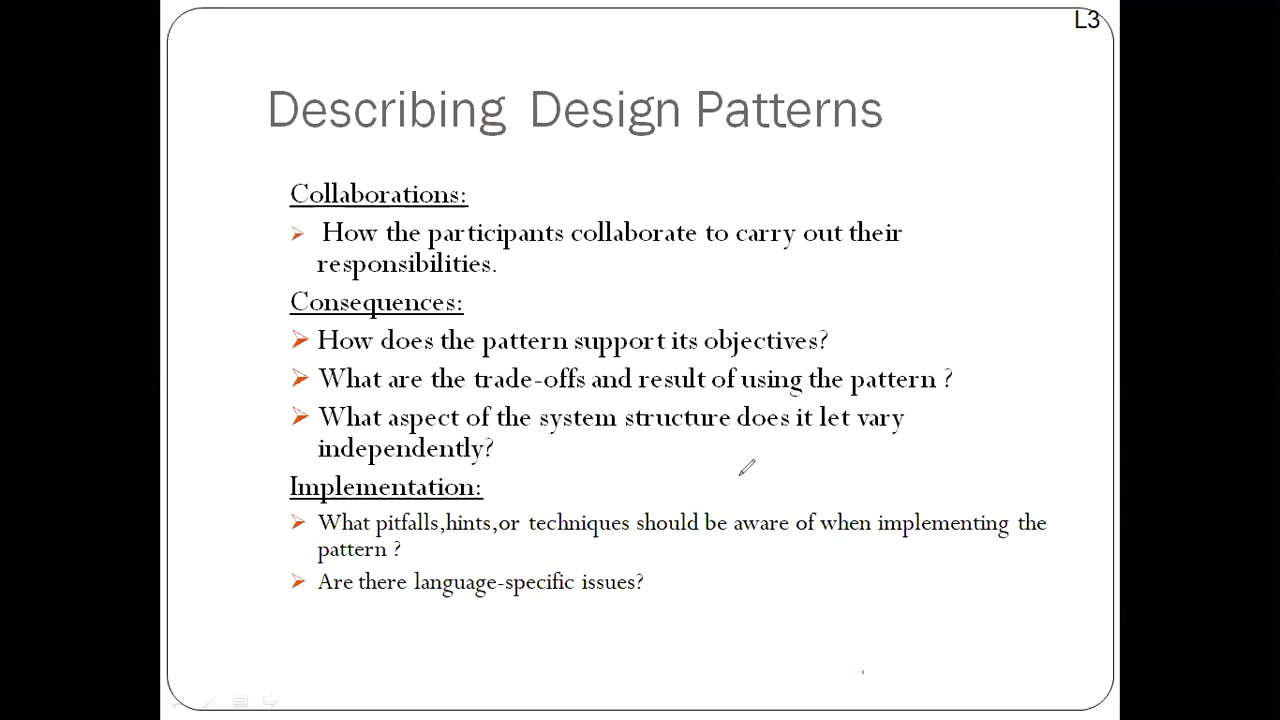 L3
Describing Design Patterns
Collaborations:
How the participants collaborate to carry out their
responsibilities.
Consequences:
How does the pattern support its objectives?
What are the trade-offs and result of using the pattern ?
What aspect of the system structure does it let vary
independently?
Implementation:
What pitfalls,hints,or techniques should be aware of when implementing the
pattern ?
Are there language-specific issues?